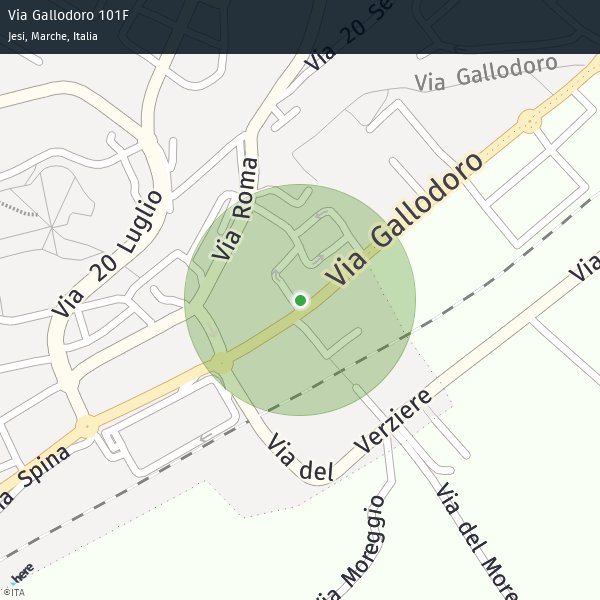 Via Gallodoro 101F
Jesi, Marche, Italia
Via 20 Se
Via Gallodoro
Via Roma
Via Gallodoro
Via 20 Luglio
Via
Via del
Verziere
Via Spina
Via del More
Via Moreggio
here
©ITA